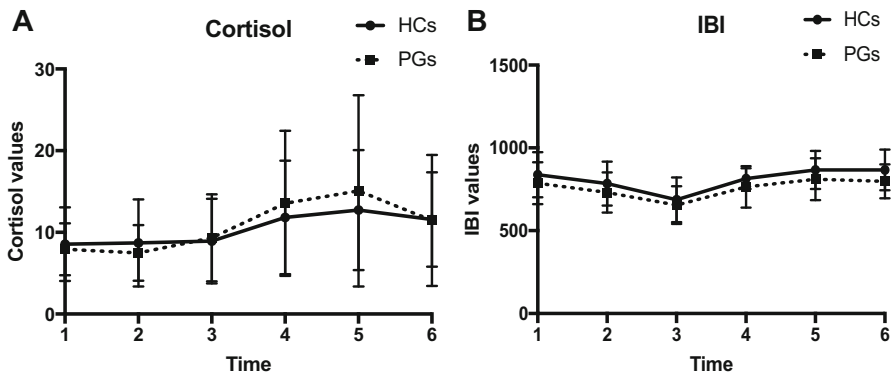 A
Cortisol
HCs
PGs
30
20
10
0
Cortisol values
1 2 3 4 5 6
Time
B
IBI
HCs
PGs
1500
1000
500
0
IBI values
1 2 3 4 5 6
Time